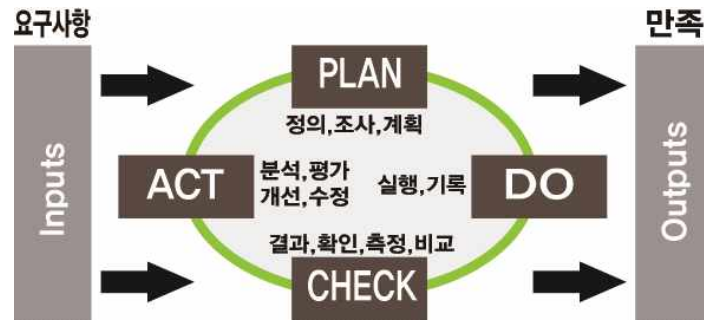 요구사항
만족
Inputs
PLAN
정의,조사,계획
ACT
분석,평가
개선,수정
실행,기록
DO
결과,확인,측정,비교
CHECK
Outputs